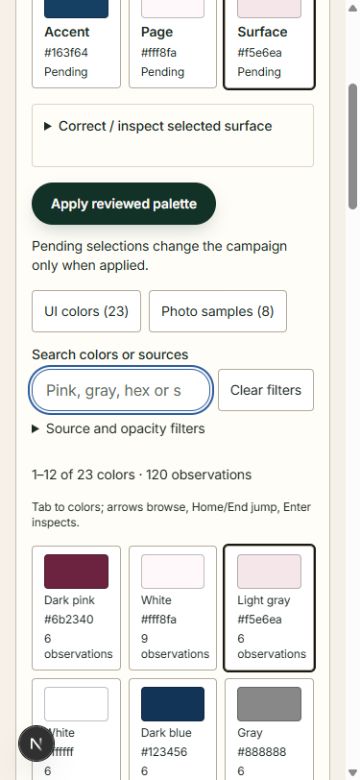 Accent
#163f64
Pending
Page
#fff8fa
Pending
Surface
#f5e6ea
Pending
Correct / inspect selected surface
Apply reviewed palette
Pending selections change the campaign
only when applied.
UI colors (23)
Photo samples (8)
Search colors or sources
Pink, gray, hex or s
Clear filters
Source and opacity filters
1–12 of 23 colors · 120 observations
Tab to colors; arrows browse, Home/End jump, Enter
inspects.
Dark pink
#6b2340
6
observations
White
#fff8fa
9
observations
Light gray
#f5e6ea
6
observations
White
ffffff
6
Dark blue
#123456
6
Gray
#888888
6
N